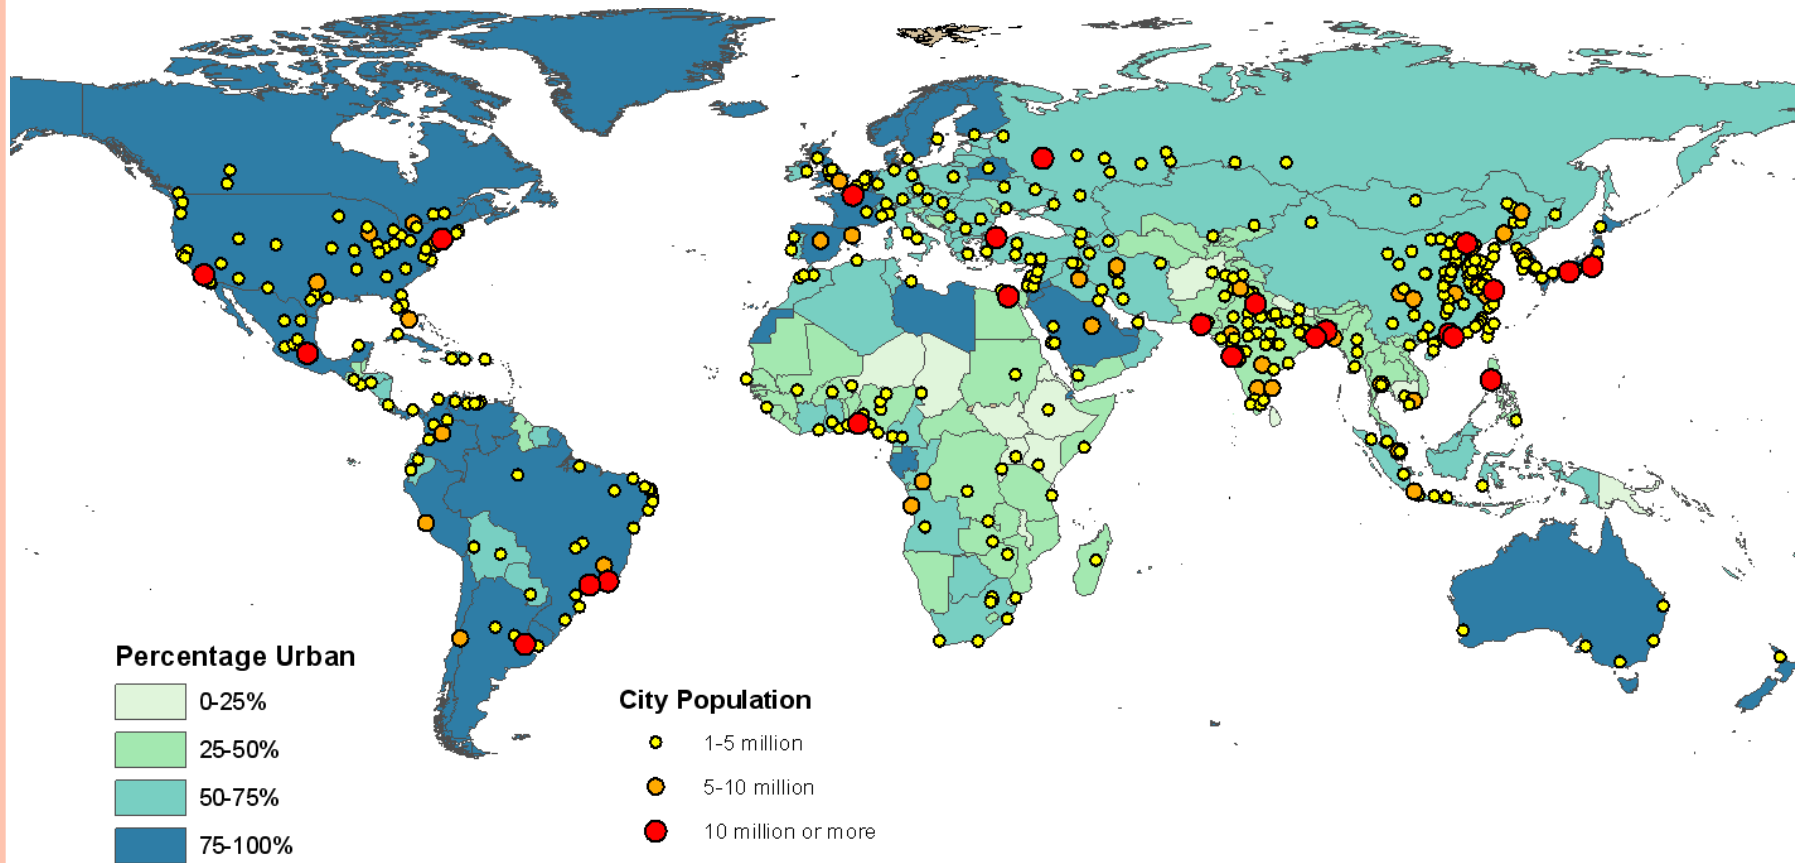 Percentage Urban
0-25%
25-50%
50-75%
75-100%
City Population
1-5 million
5-10 million
10 million or more